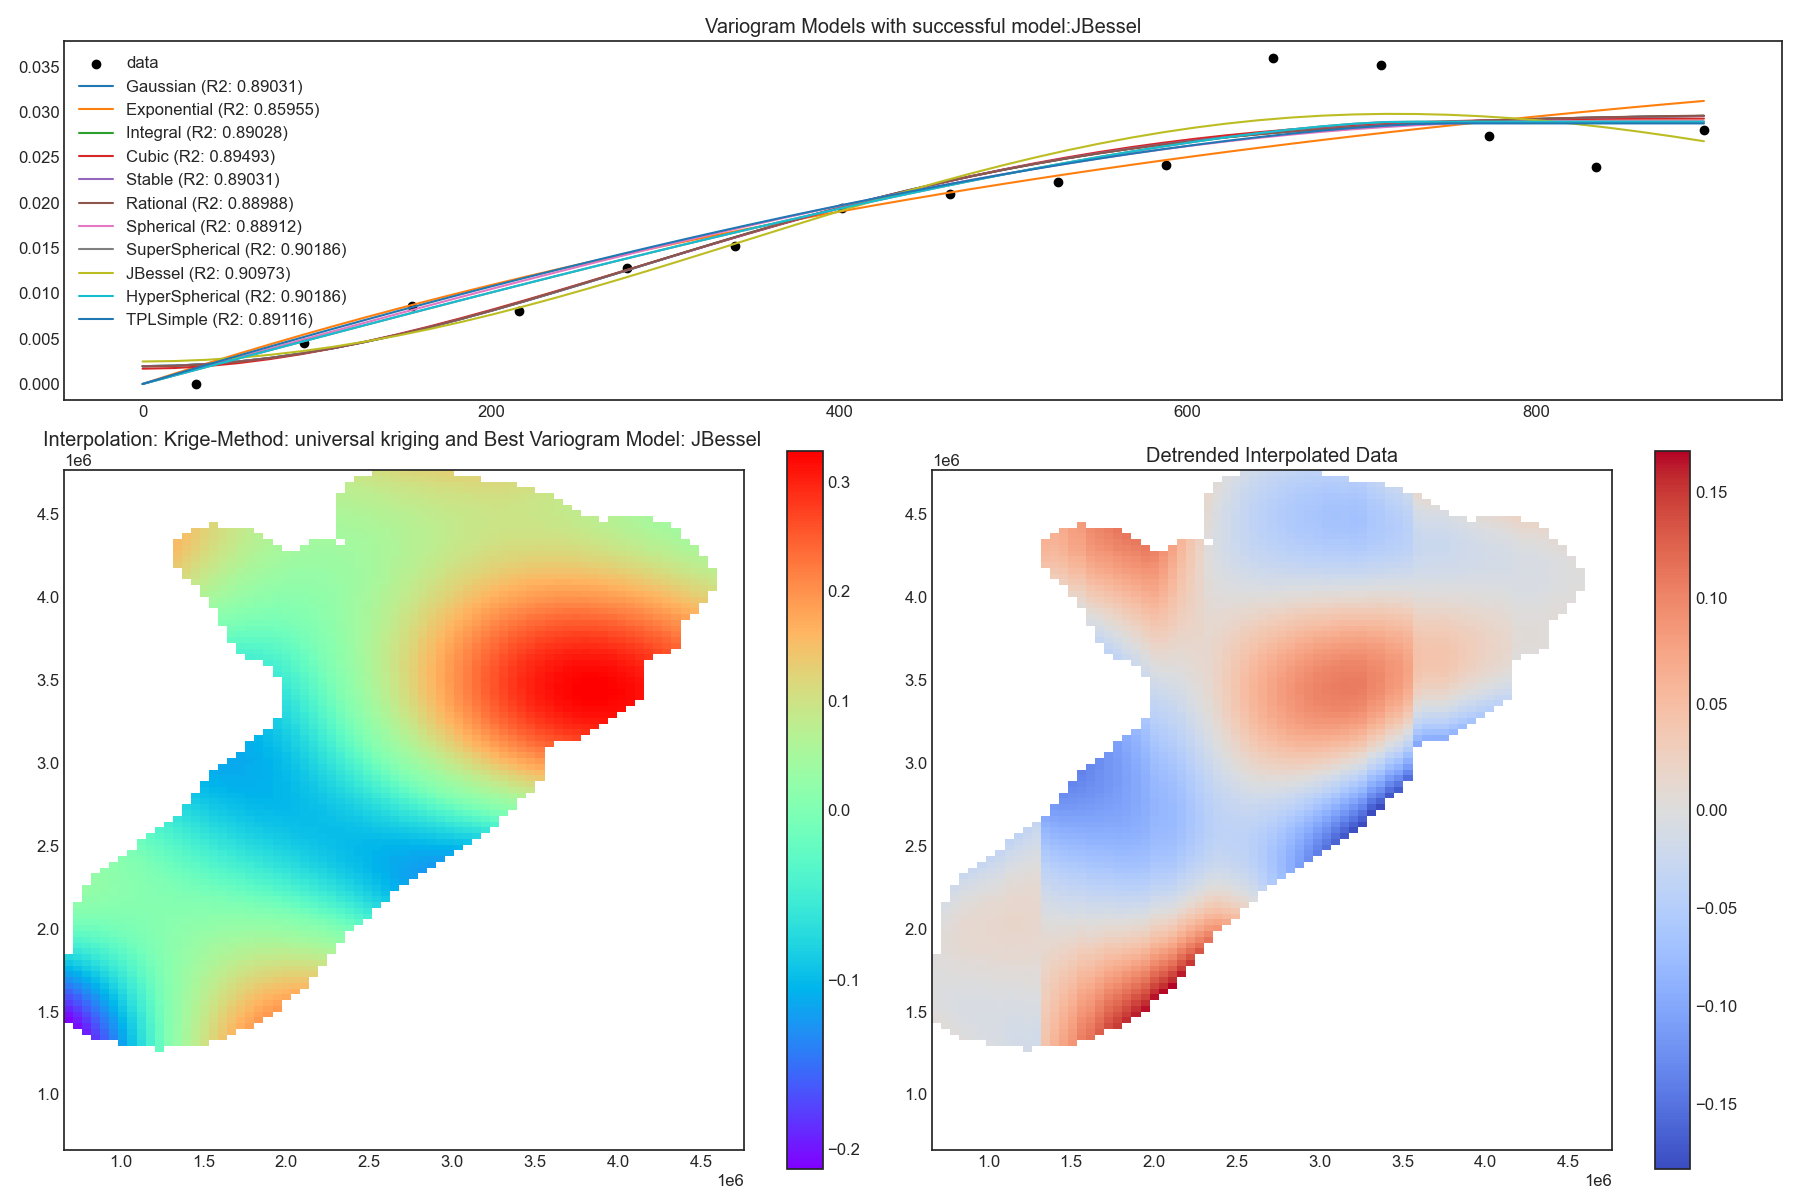 Variogram Models with successful model:JBessel
0.035
0.030
0.025
0.020
0.015
0.010
0.005
0.000
data
Gaussian (R2: 0.89031)
Exponential (R2: 0.85955)
Integral (R2: 0.89028)
Cubic (R2: 0.89493)
Stable (R2: 0.89031)
Rational (R2: 0.88988)
Spherical (R2: 0.88912)
SuperSpherical (R2: 0.90186)
JBessel (R2: 0.90973)
HyperSpherical (R2: 0.90186)
TPLSimple (R2: 0.89116)
0 200 400 600 800
Interpolation: Krige-Method: universal kriging and Best Variogram Model: JBessel
1e6
4.5
4.0
3.5
3.0
2.5
2.0
1.5
1.0
1.0 1.5 2.0 2.5 3.0 3.5 4.0 4.5
1e6
0.3
0.2
0.1
0.0
−0.1
−0.2
Detrended Interpolated Data
1e6
4.5
4.0
3.5
3.0
2.5
2.0
1.5
1.0
1.0 1.5 2.0 2.5 3.0 3.5 4.0 4.5
1e6
0.15
0.10
0.05
0.00
−0.05
−0.10
−0.15